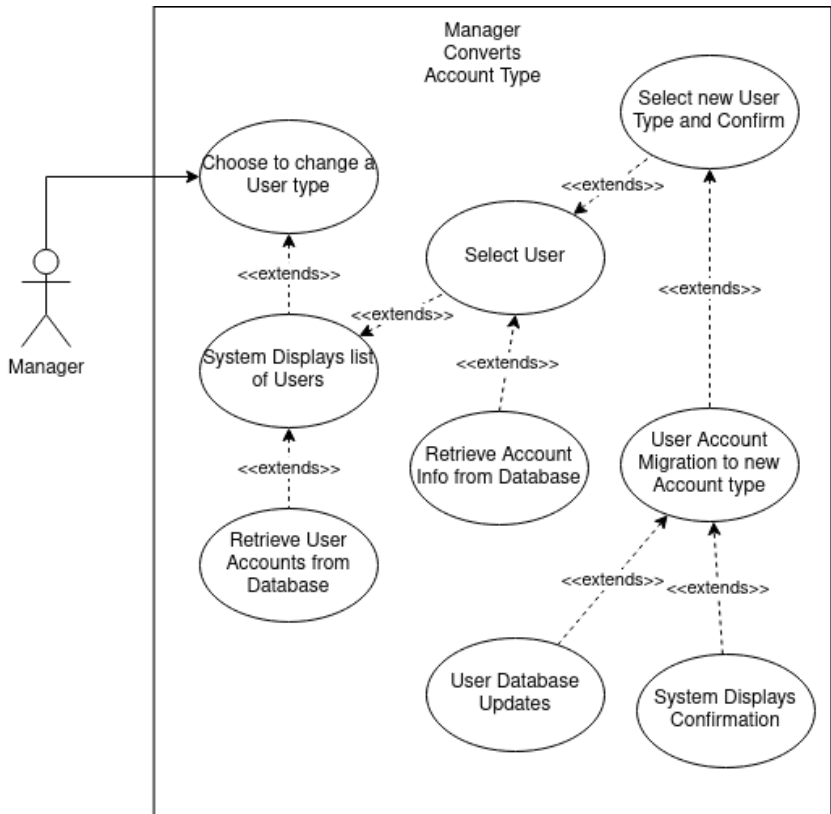 Manager
Converts
Account Type
Select new User
Type and Confirm
Choose to change a
User type
<<extends>>
Select User
<<extends>>
<<extends>>
<<extends>>
Manager
System Displays list
of Users
<<extends>>
<<extends>>
Retrieve Account
Info from Database
User Account
Migration to new
Account type
<<extends>>
Retrieve User
Accounts from
Database
<<extends>>
<<extends>>
User Database
Updates
System Displays
Confirmation